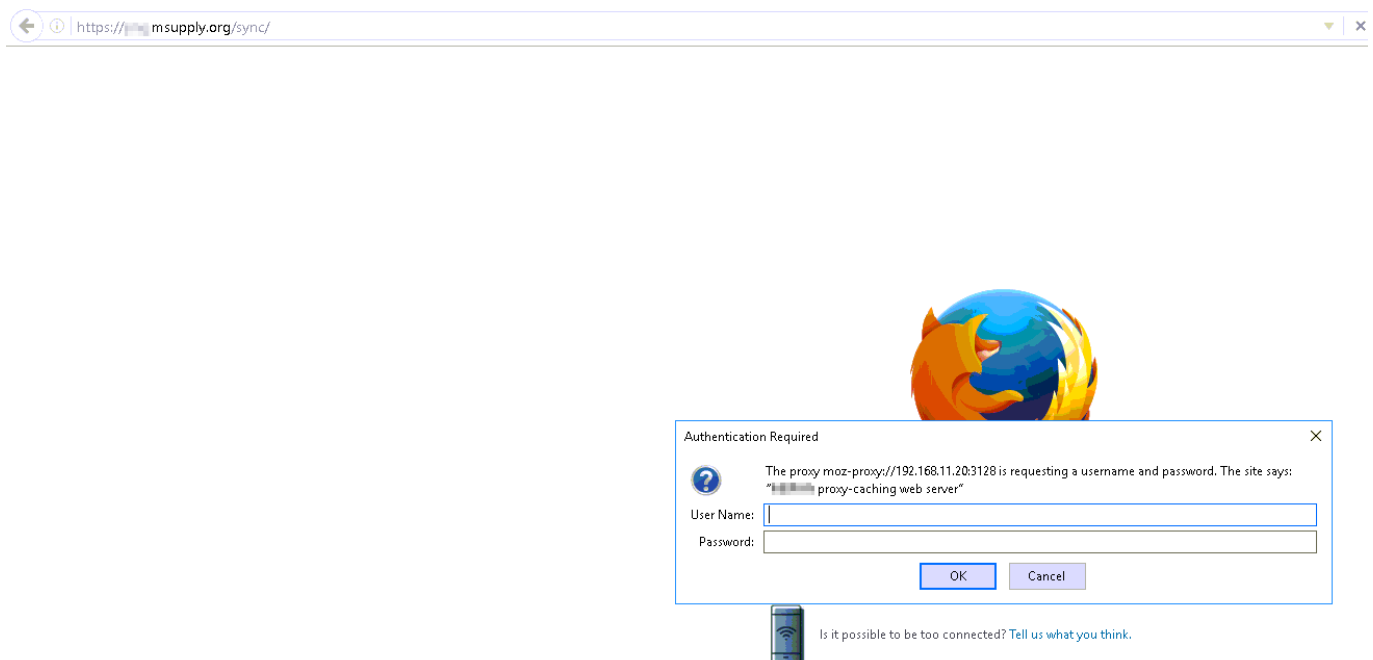 https:// msupply.org/sync/
Authentication Required
The proxy moz-proxy://192.168.11.20:3128 is requesting a username and password. The site says:
" proxy-caching web server"
User Name:
Password:
OK
Cancel
Is it possible to be too connected? Tell us what you think.